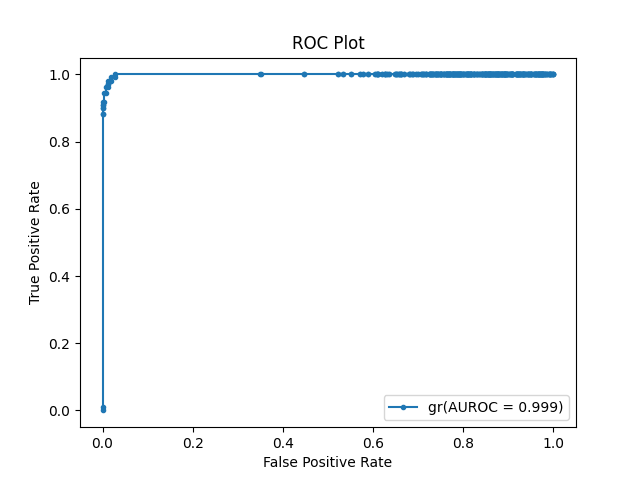 ROC Plot
1.0
0.8
0.6
0.4
0.2
0.0
True Positive Rate
gr(AUROC = 0.999)
0.0 0.2 0.4 0.6 0.8 1.0
False Positive Rate